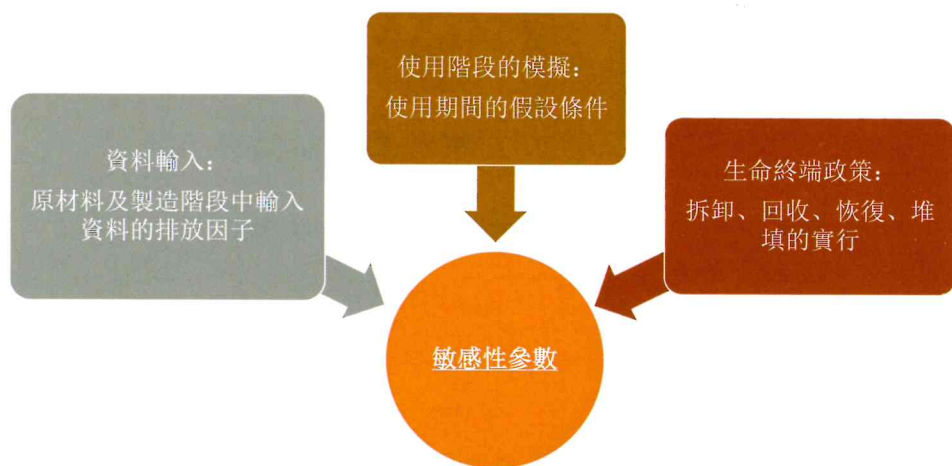 資料輸入：
原材料及製造階段中輸入
資料的排放因子
使用階段的模擬：
使用期間的假設條件
生命終端政策：
拆卸、回收、恢復、堆
填的實行
敏感性參數